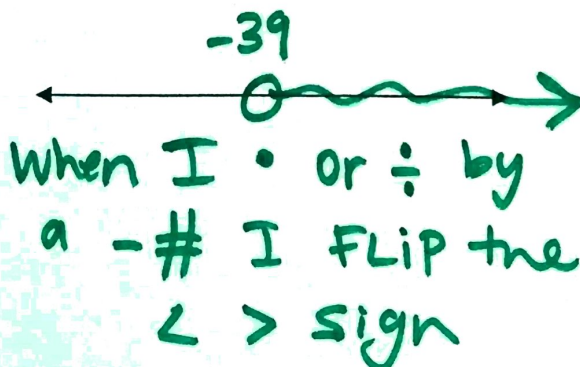 -39
When I • or ÷ by
a -# I FLiP the
< > sign